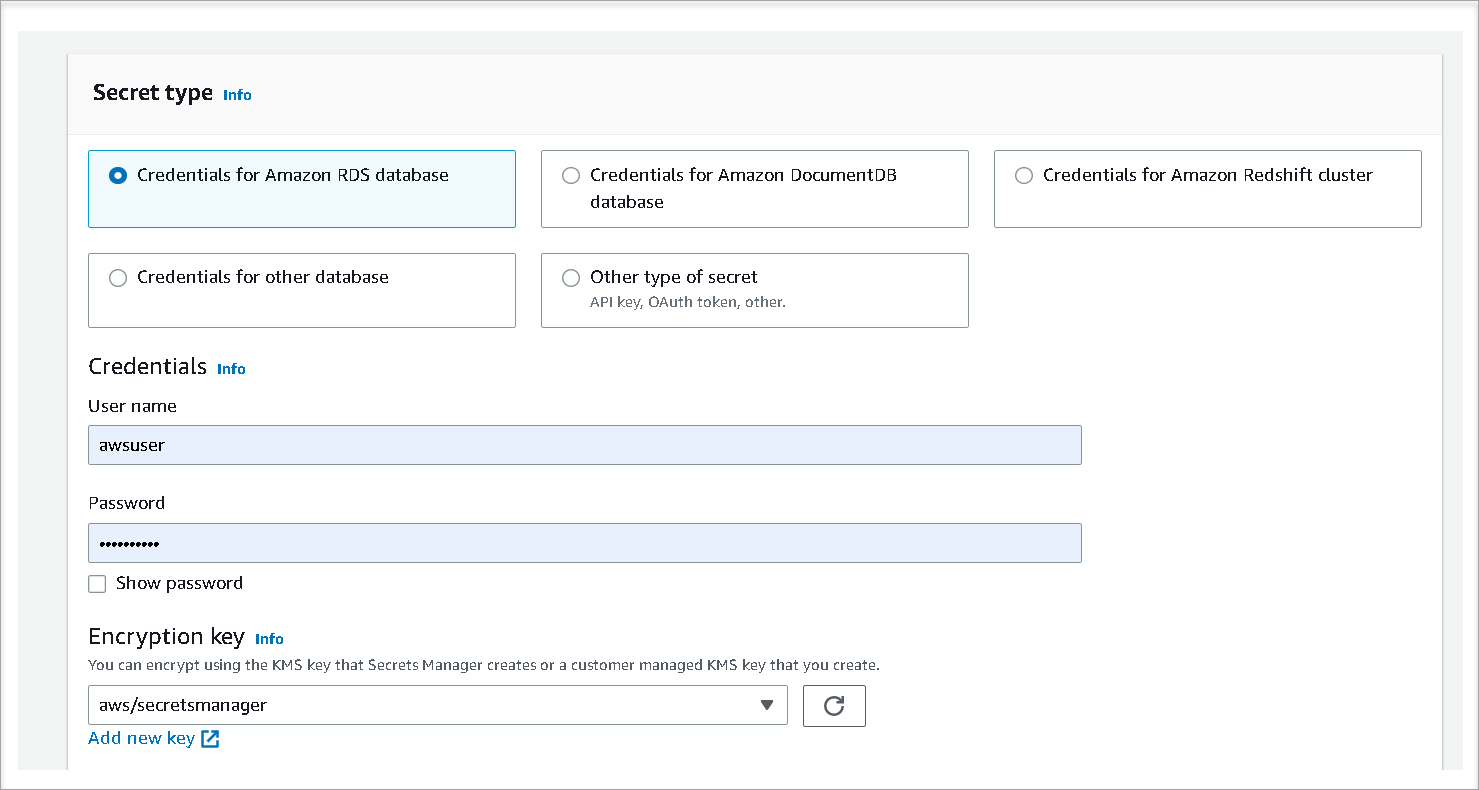 Secret type Info
Credentials for Amazon RDS database
Credentials for Amazon DocumentDB
database
Credentials for Amazon Redshift cluster
Credentials for other database
Other type of secret
API key, OAuth token, other.
Credentials Info
User name
awsuser
Password
••••••••••
Show password
Encryption key Info
You can encrypt using the KMS key that Secrets Manager creates or a customer managed KMS key that you create.
aws/secretsmanager
Add new key